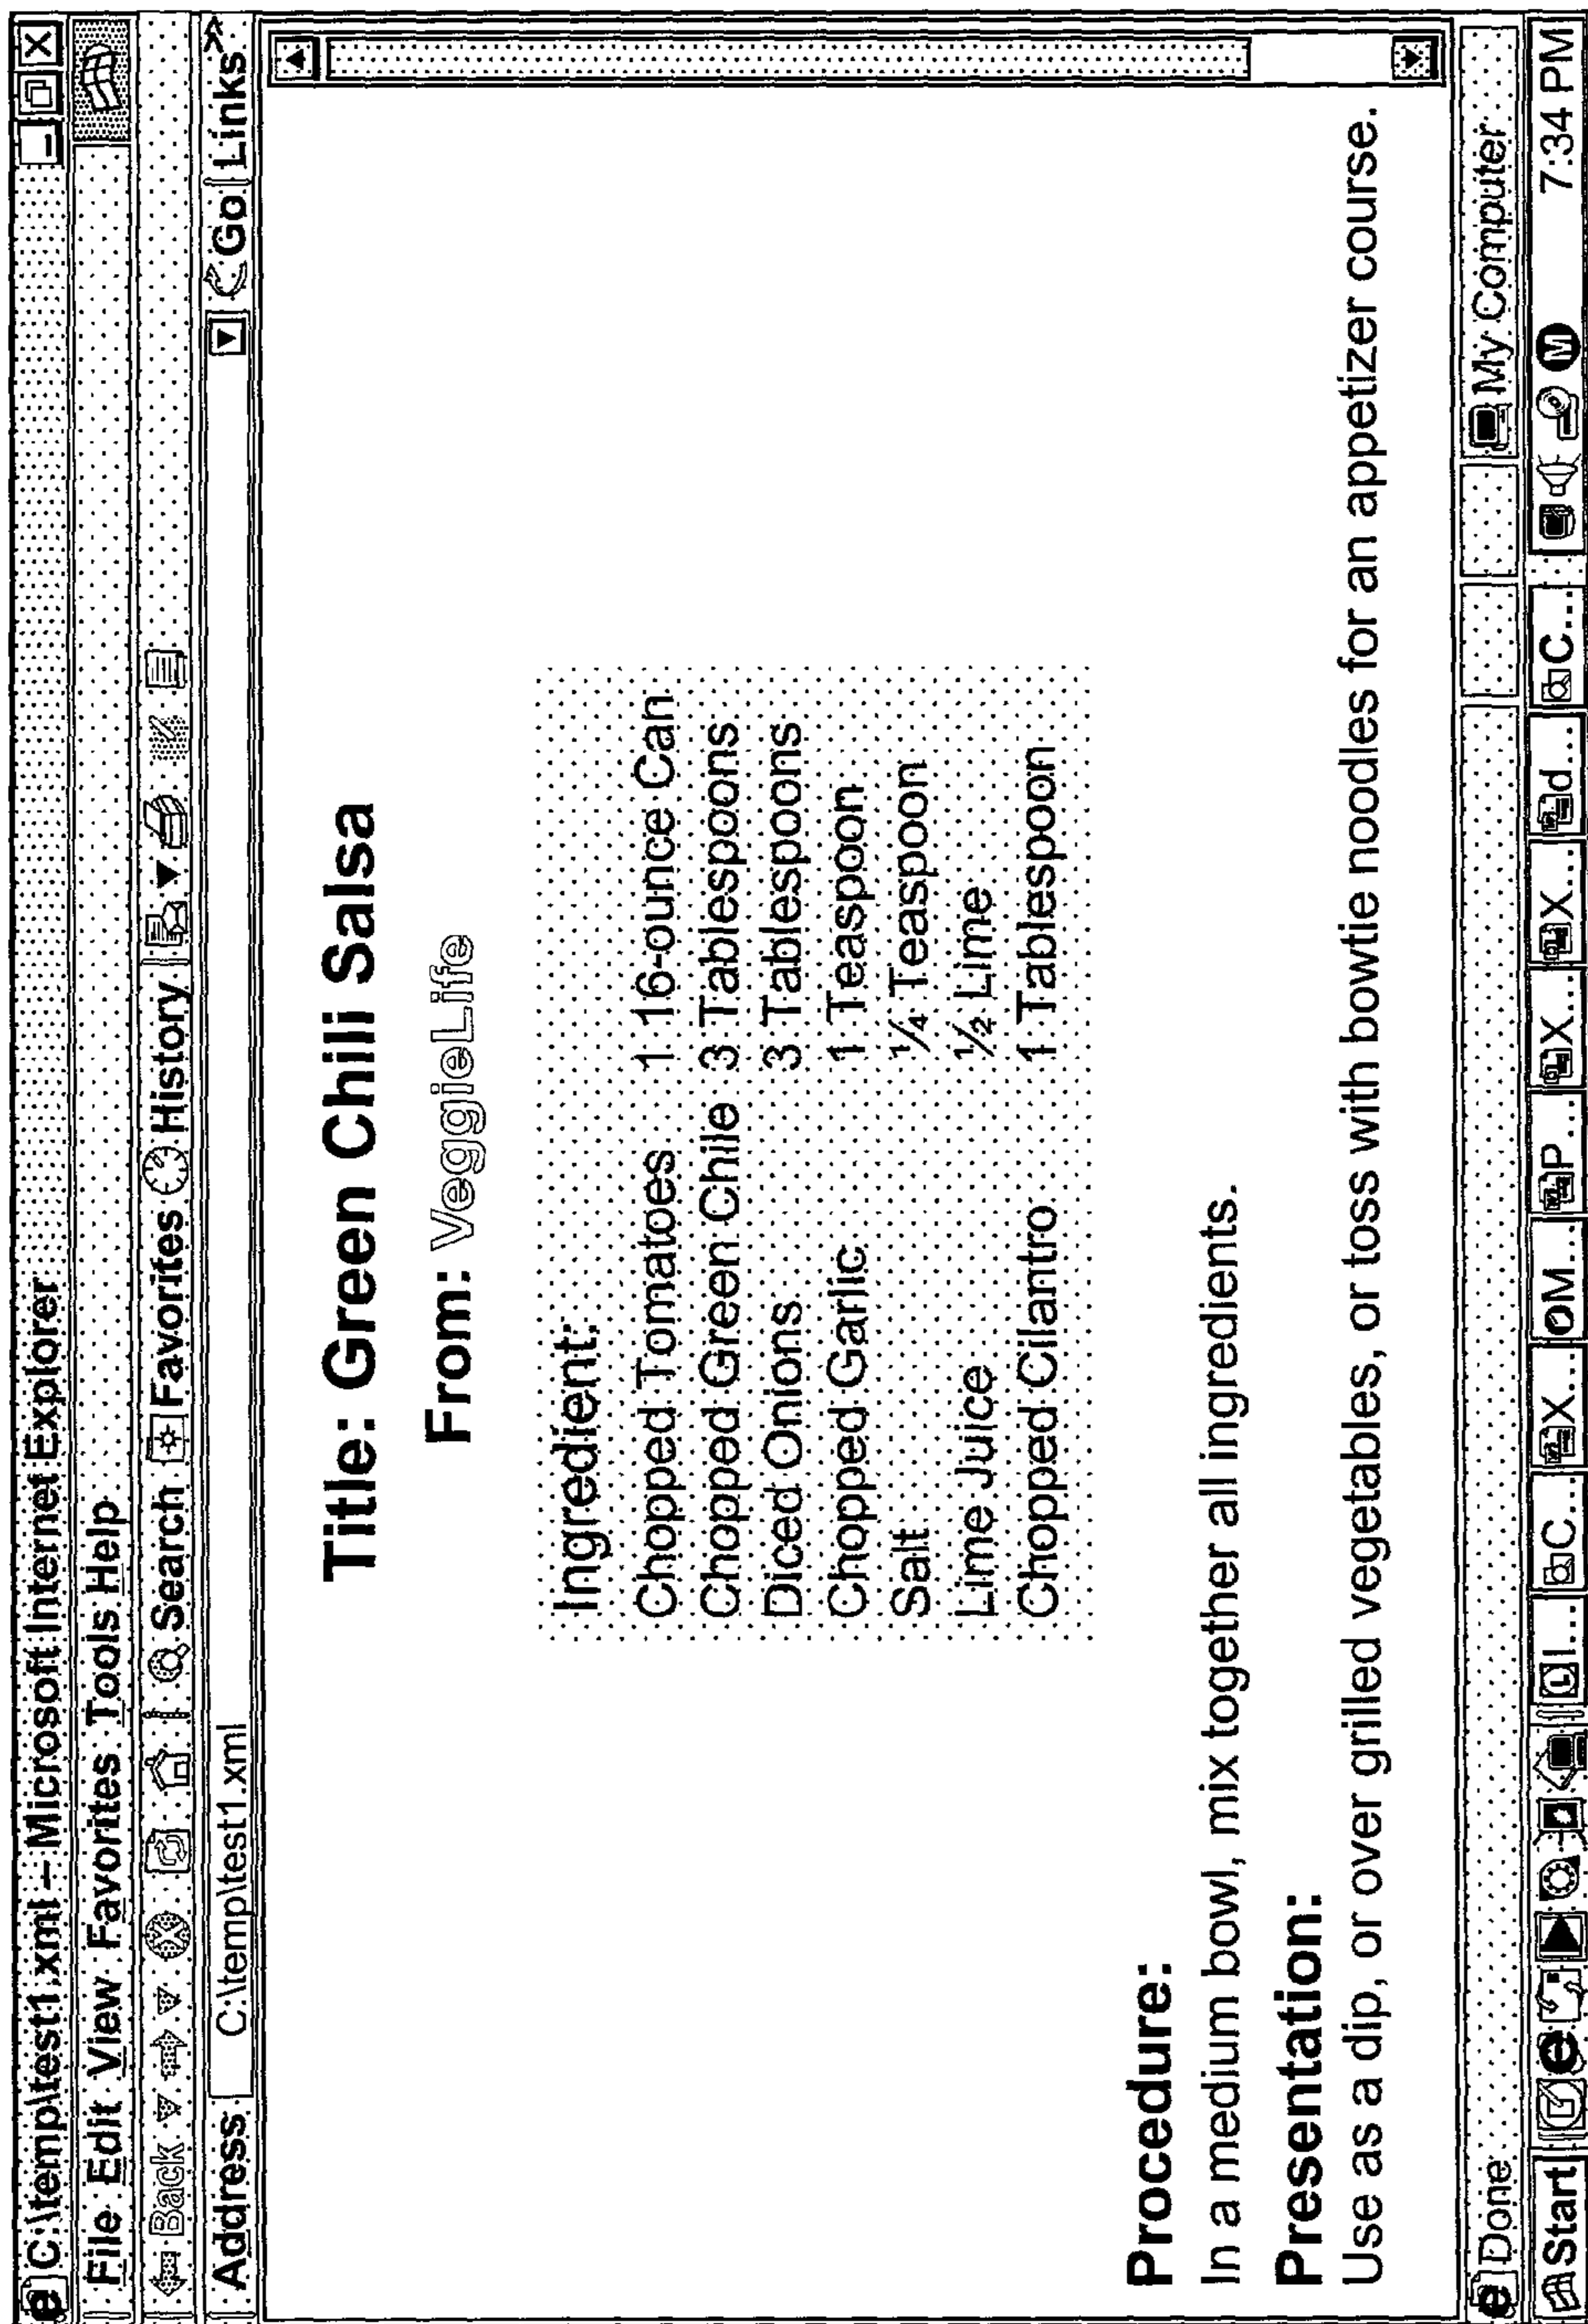 C:\temp\test1.xml – Microsoft Internet Explorer
File Edit View Favorites Tools Help
Back Search Favorites History
Address C:\temp\test1.xml Go Links »
Title: Green Chili Salsa
From: VeggieLife
Ingredient:
Chopped Tomatoes 1 16-ounce Can
Chopped Green Chile 3 Tablespoons
Diced Onions 3 Tablespoons
Chopped Garlic 1 Teaspoon
Salt ¼ Teaspoon
Lime Juice ½ Lime
Chopped Cilantro 1 Tablespoon
Procedure:
In a medium bowl, mix together all ingredients.
Presentation:
Use as a dip, or over grilled vegetables, or toss with bowtie noodles for an appetizer course.
Done My Computer
Start I... C... X... M... P... X... X... d... C... M 7:34 PM